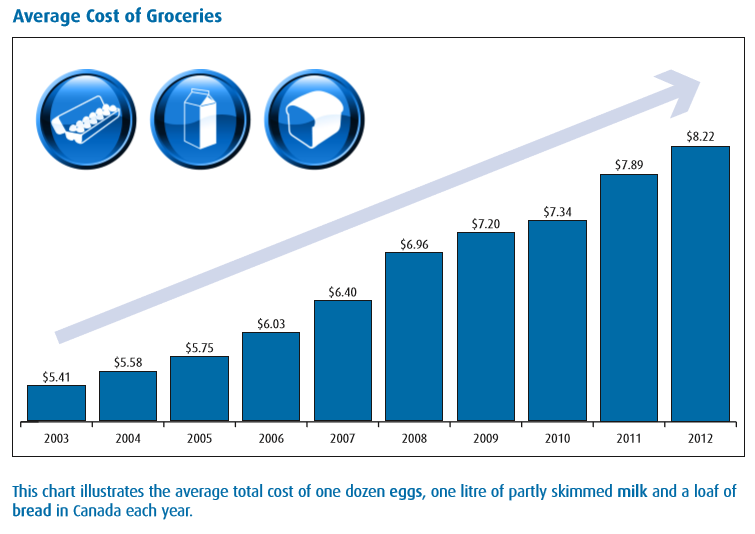 Average Cost of Groceries
$8.22
$7.89
$7.34
$7.20
$6.96
$6.40
$6.03
$5.75
$5.58
$5.41
2003 2004 2005 2006 2007 2008 2009 2010 2011 2012
This chart illustrates the average total cost of one dozen eggs, one litre of partly skimmed milk and a loaf of
bread in Canada each year.